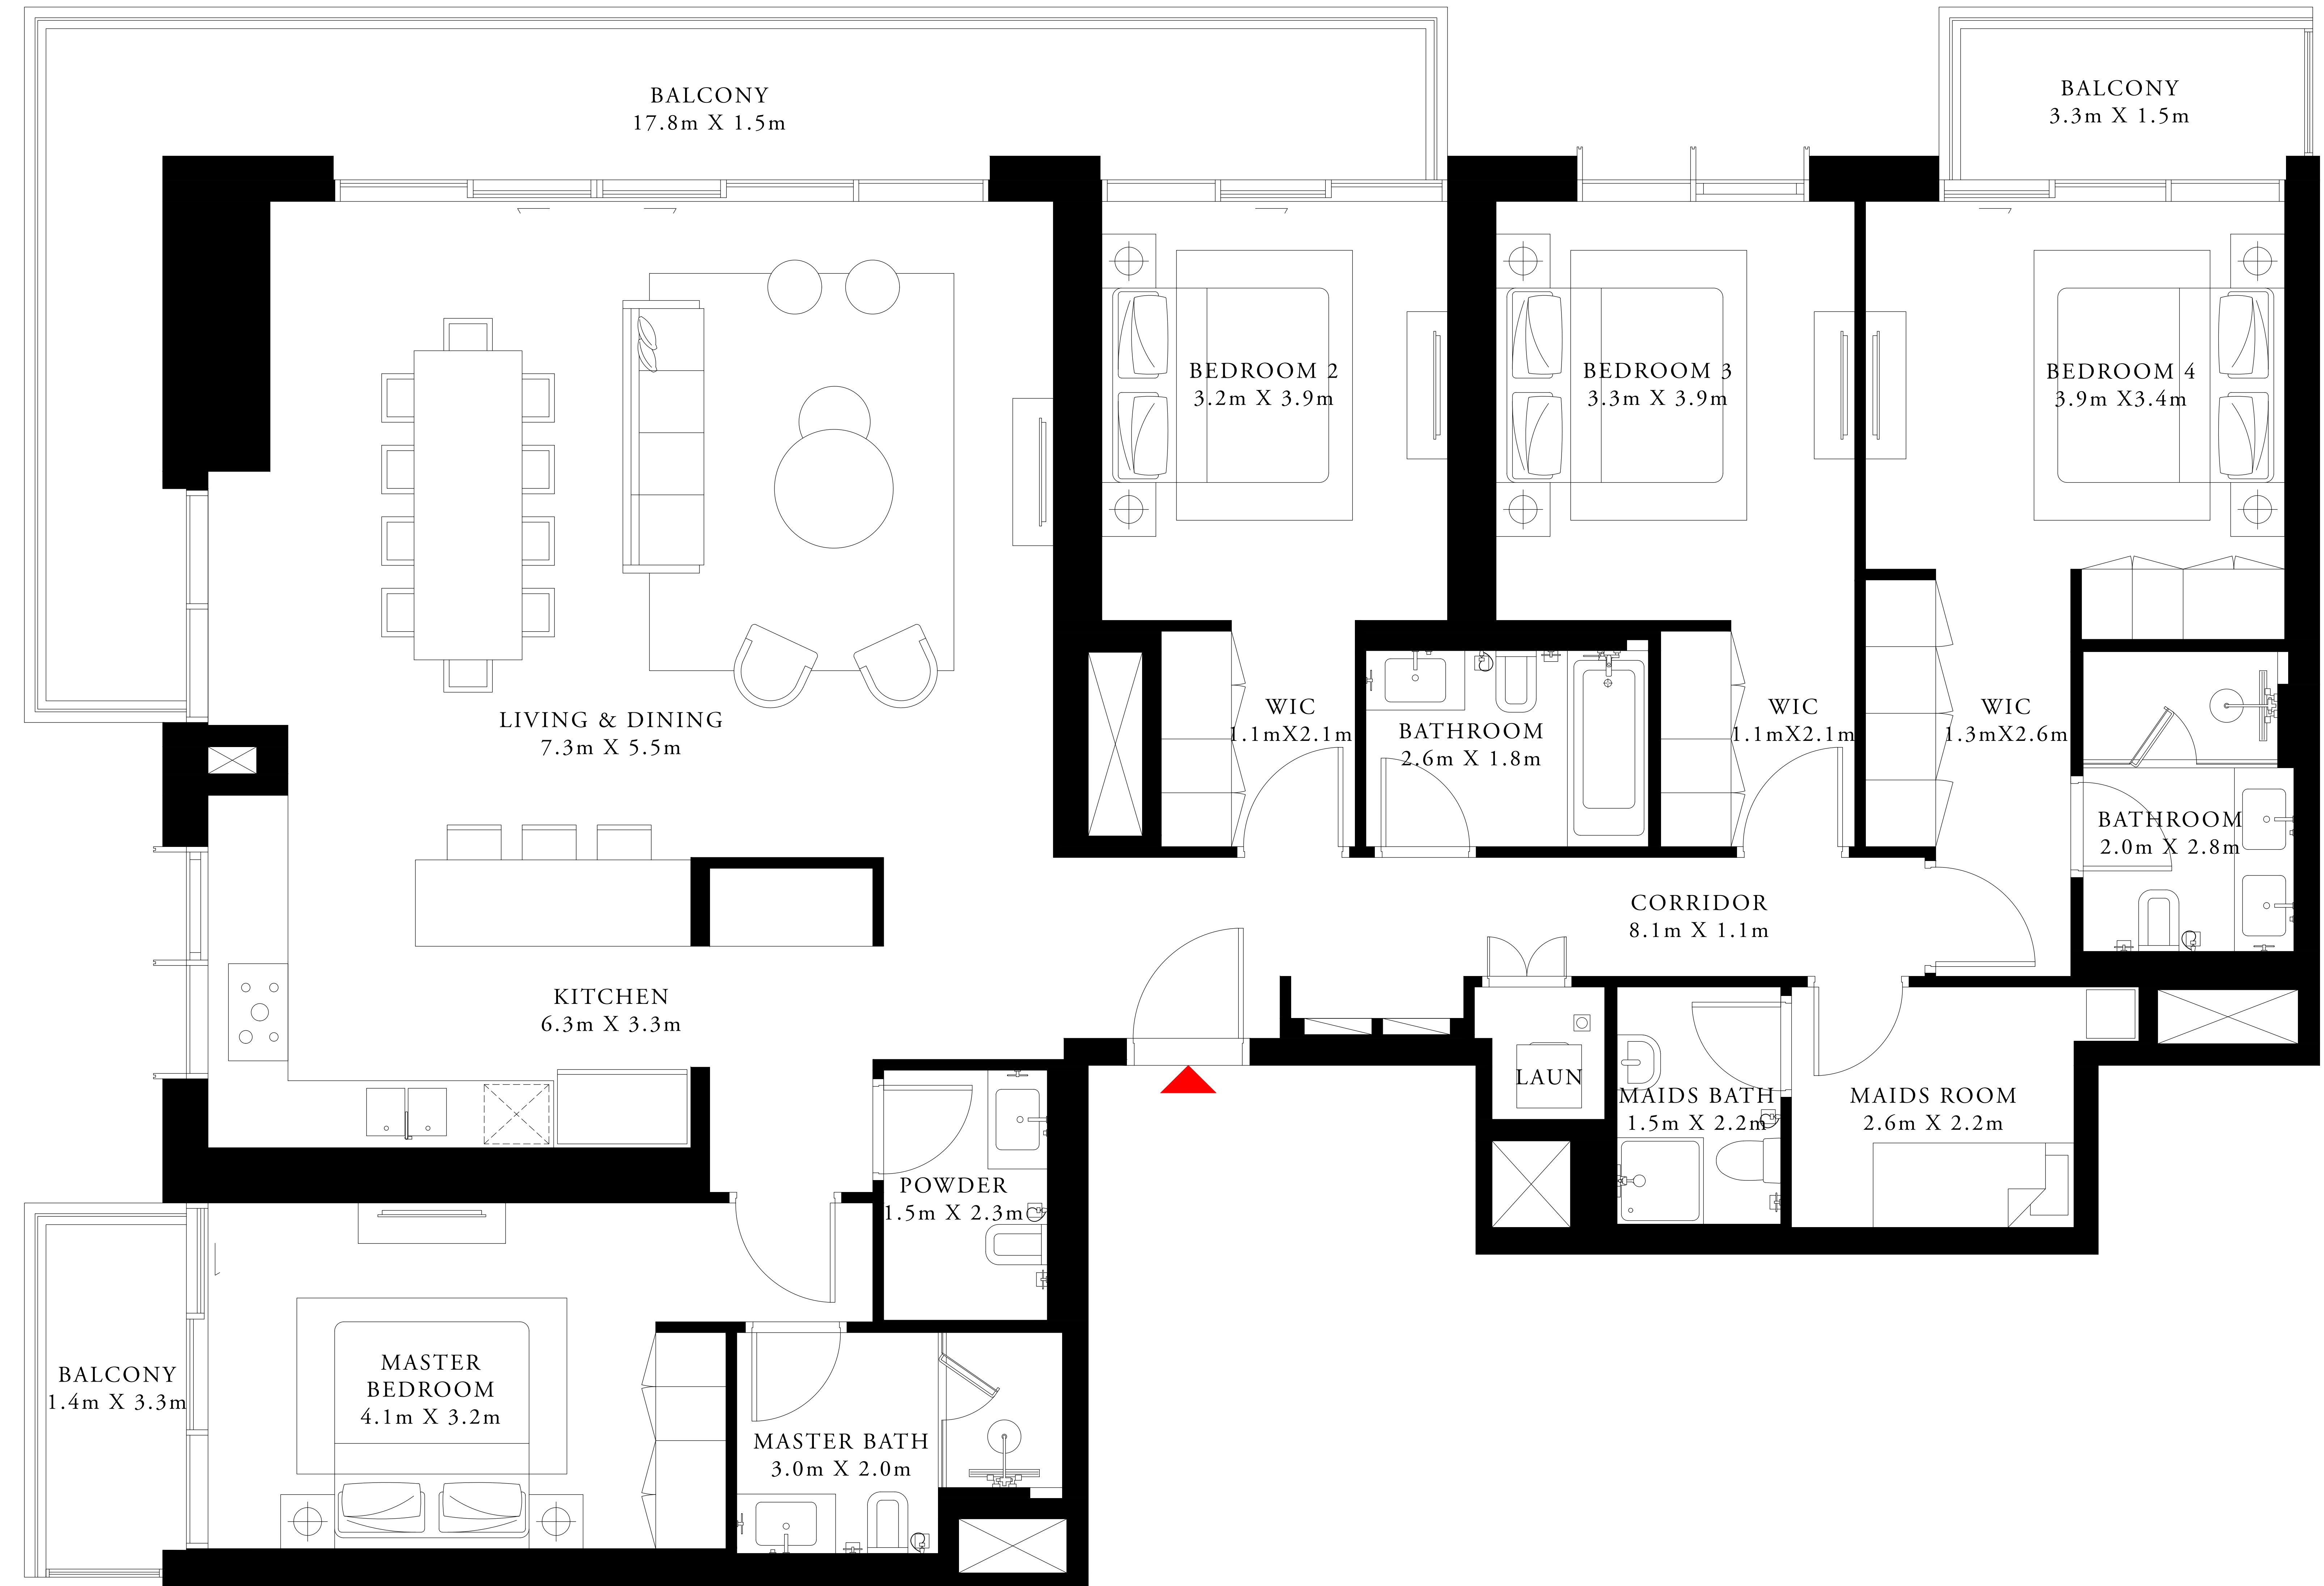 BALCONY
17.8m X 1.5m
BALCONY
3.3m X 1.5m
BEDROOM 2
3.2m X 3.9m
BEDROOM 3
3.3m X 3.9m
BEDROOM 4
3.9m X3.4m
LIVING & DINING
7.3m X 5.5m
WIC
1.1mX2.1m
BATHROOM
2.6m X 1.8m
WIC
1.1mX2.1m
WIC
1.3mX2.6m
BATHROOM
2.0m X 2.8m
CORRIDOR
8.1m X 1.1m
KITCHEN
6.3m X 3.3m
LAUN
MAIDS BATH
1.5m X 2.2m
MAIDS ROOM
2.6m X 2.2m
POWDER
1.5m X 2.3m
BALCONY
1.4m X 3.3m
MASTER
BEDROOM
4.1m X 3.2m
MASTER BATH
3.0m X 2.0m